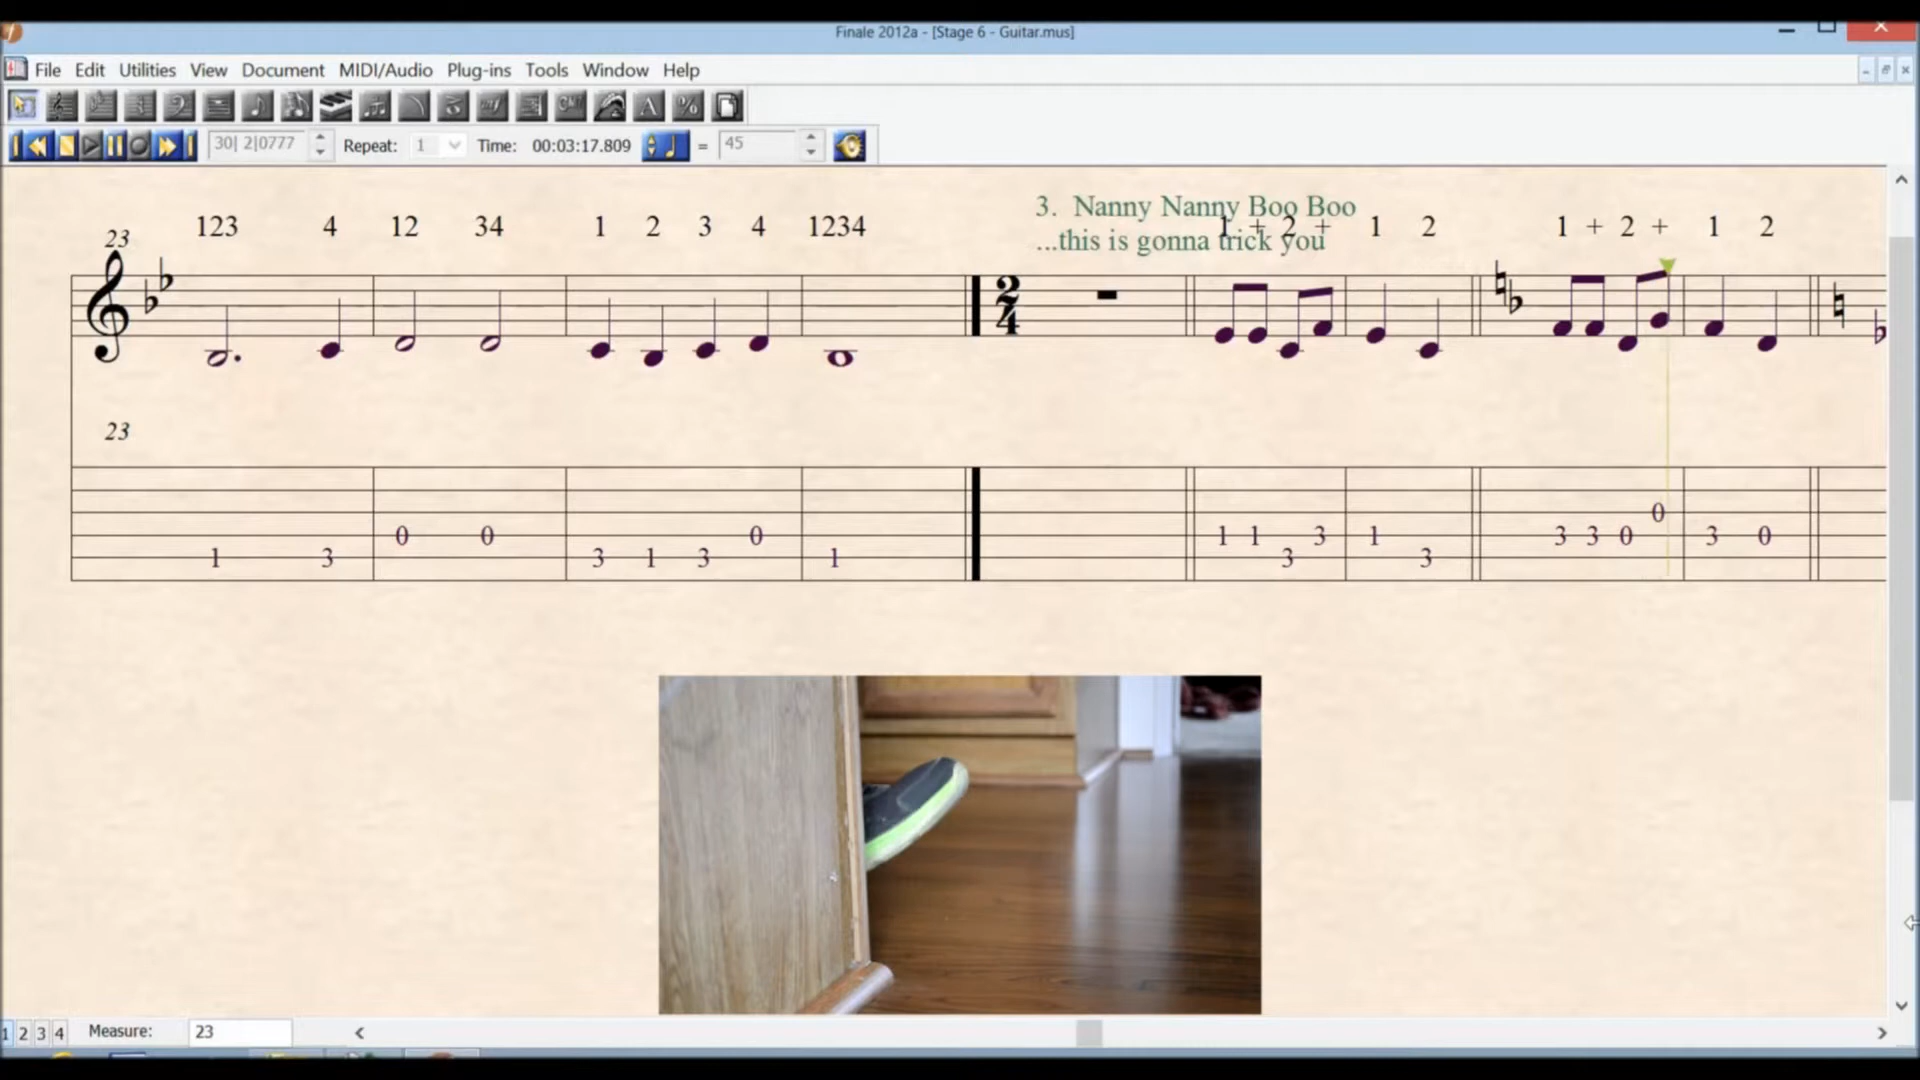 Finale 2012a - [Stage 6 - Guitar.mus]
File Edit Utilities View Document MIDI/Audio Plug-ins Tools Window Help
30| 2|0777 Repeat: 1 Time: 00:03:17.809 = 45
3. Nanny Nanny Boo Boo
...this is gonna trick you
123 4 12 34 1 2 3 4 1234 1 + 2 + 1 2 1 + 2 + 1 2
23
2
4
23
0
0 0 0 1 1 3 1 3 3 0 3 0
1 3 3 1 3 1 3 3
1 2 3 4 Measure: 23